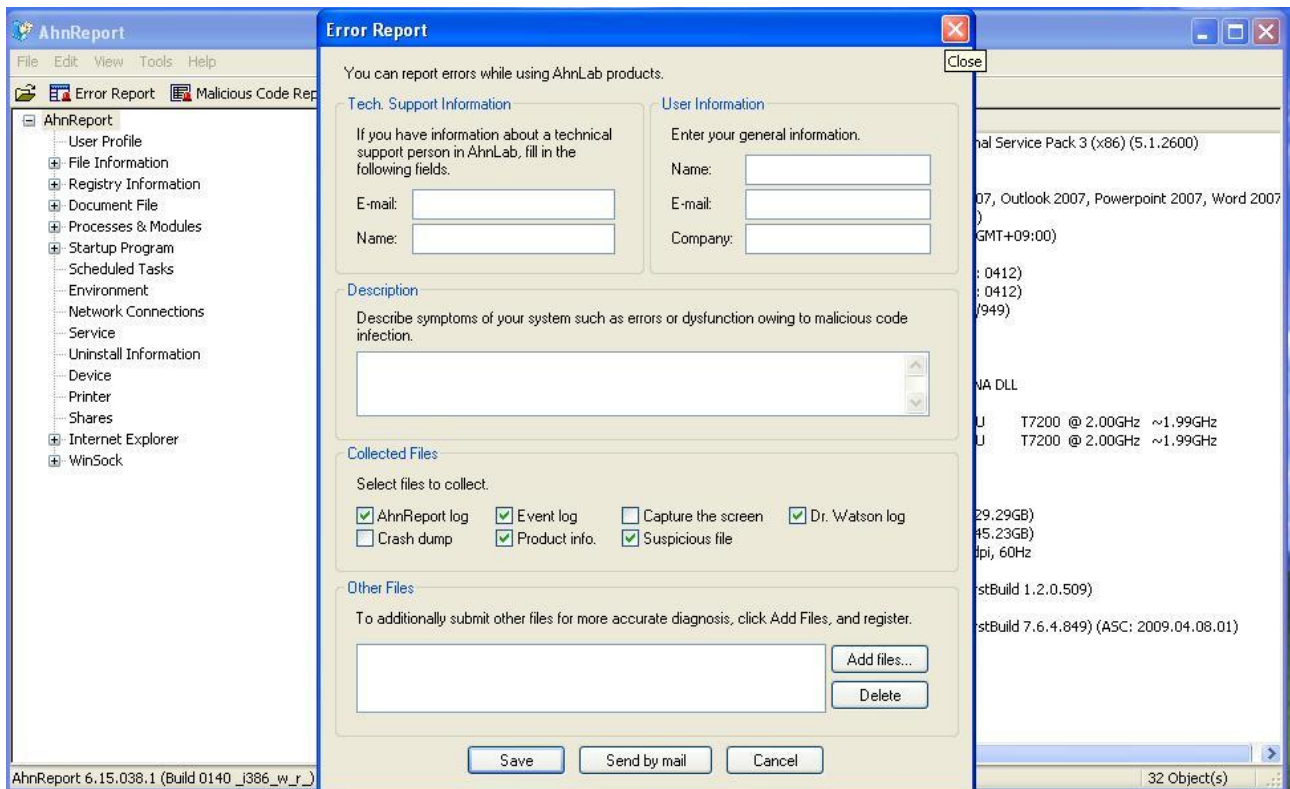 AhnReport
File Edit View Tools Help
Error Report Malicious Code Rep
AhnReport
User Profile
File Information
Registry Information
Document File
Processes & Modules
Startup Program
Scheduled Tasks
Environment
Network Connections
Service
Uninstall Information
Device
Printer
Shares
Internet Explorer
WinSock
AhnReport 6.15.038.1 (Build 0140 _i386_w_r_)
Error Report
Close
You can report errors while using AhnLab products.
Tech. Support Information
If you have information about a technical
support person in AhnLab, fill in the
following fields.
E-mail:
Name:
User Information
Enter your general information.
Name:
E-mail:
Company:
Description
Describe symptoms of your system such as errors or dysfunction owing to malicious code
infection.
Collected Files
Select files to collect.
AhnReport log Event log Capture the screen Dr. Watson log
Crash dump Product info. Suspicious file
Other Files
To additionally submit other files for more accurate diagnosis, click Add Files, and register.
Add files...
Delete
Save Send by mail Cancel
nal Service Pack 3 (x86) (5.1.2600)
07, Outlook 2007, Powerpoint 2007, Word 2007
)
GMT+09:00)
: 0412)
: 0412)
/949)
NA DLL
U T7200 @ 2.00GHz ~1.99GHz
U T7200 @ 2.00GHz ~1.99GHz
29.29GB)
45.23GB)
dpi, 60Hz
rstBuild 1.2.0.509)
rstBuild 7.6.4.849) (ASC: 2009.04.08.01)
32 Object(s)